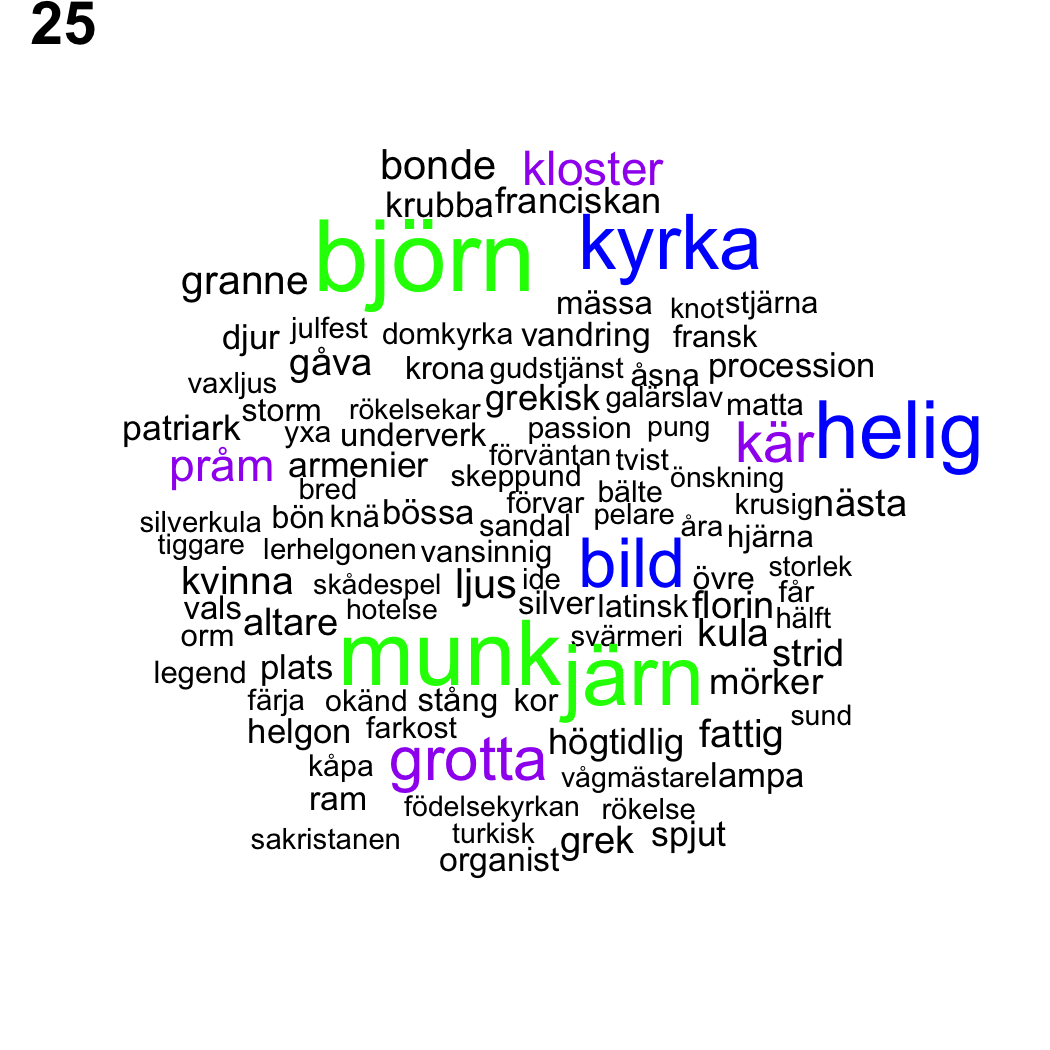 25
bonde kloster
krubba franciskan
björn kyrka
granne
mässa knot stjärna
djur julfest domkyrka vandring fransk
gåva krona gudstjänst åsna procession
vaxljus
storm rökelsekar grekisk galärslav matta
patriark yxa underverk passion pung kär helig
pråm armenier förväntan tvist
skeppund önskning
bred förvar bälte krusig nästa
silverkula bön knä bössa sandal pelare åra
tiggare lerhelgonen vansinnig hjärna
kvinna skådespel ljus ide bild övre storlek
får
vals altare hotelse silver latinsk florin hälft
orm munk svärmeri kula
strid
legend plats järn mörker
färja okänd stång kor
sund
helgon farkost högtidlig fattig
kåpa grotta vågmästare lampa
ram födelsekyrkan rökelse
sakristanen turkisk grek spjut
organist